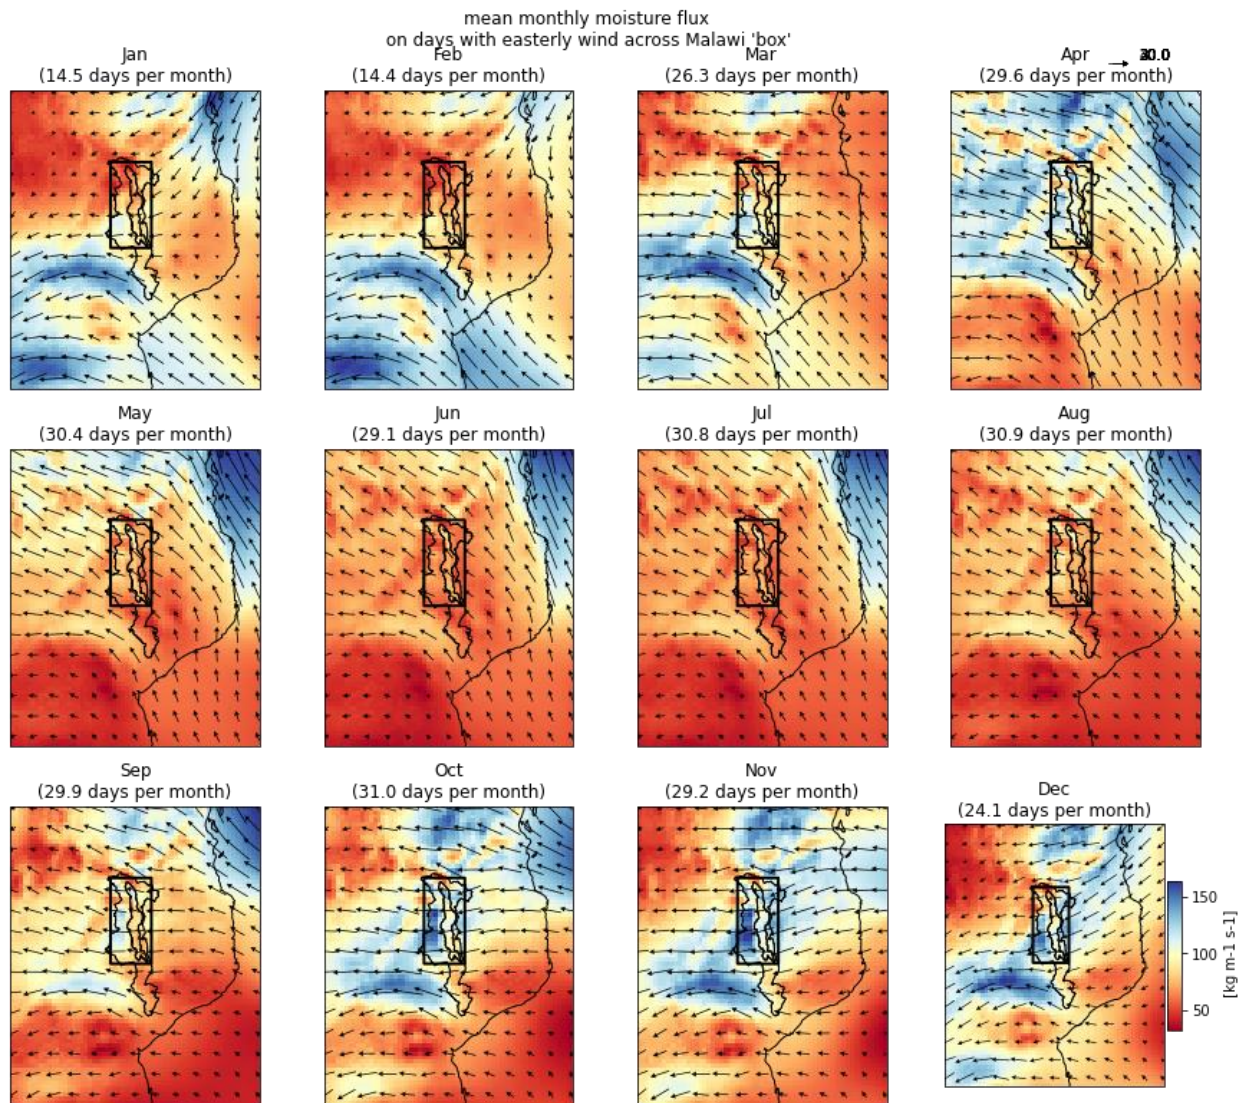 mean monthly moisture flux
on days with easterly wind across Malawi 'box'
Jan
(14.5 days per month)
Feb
(14.4 days per month)
Mar
(26.3 days per month)
Apr
(29.6 days per month)
May
(30.4 days per month)
Jun
(29.1 days per month)
Jul
(30.8 days per month)
Aug
(30.9 days per month)
Sep
(29.9 days per month)
Oct
(31.0 days per month)
Nov
(29.2 days per month)
Dec
(24.1 days per month)
150
100
50
[kg m-1 s-1]